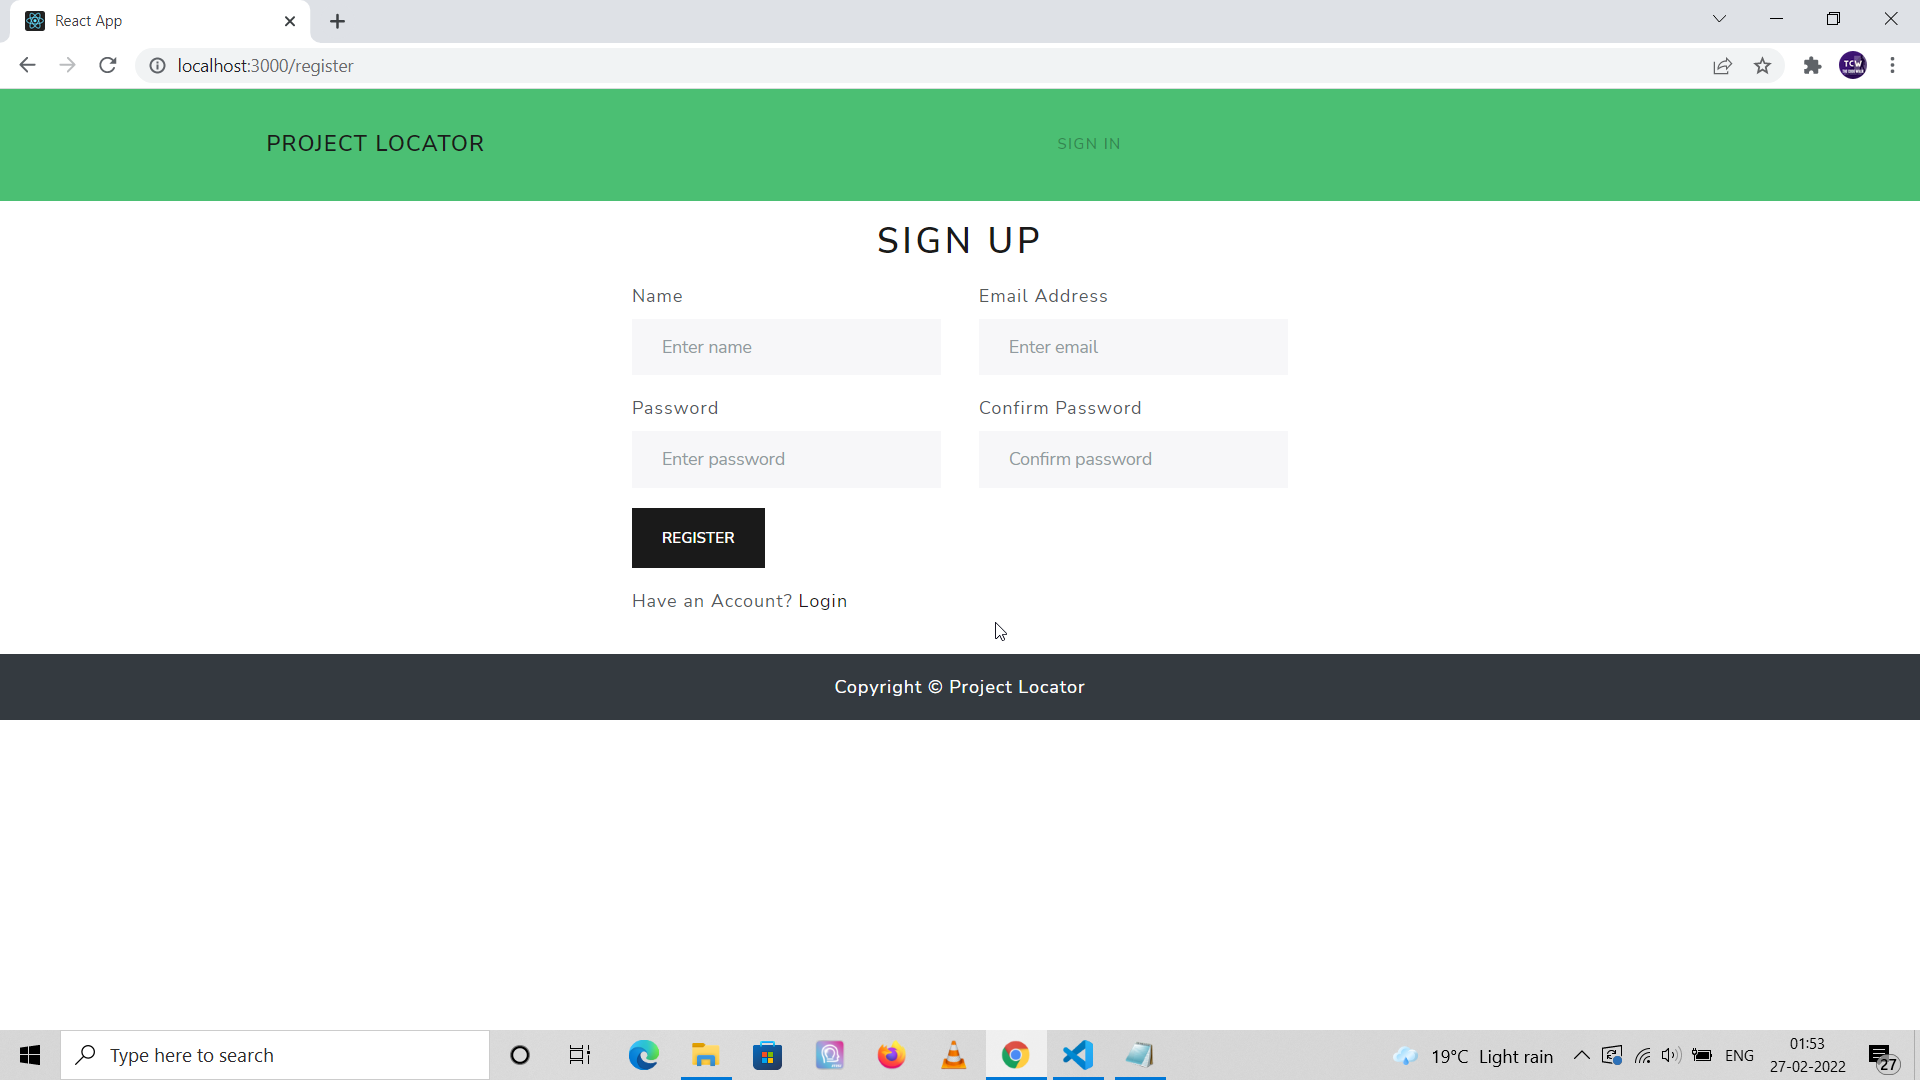 React App
localhost:3000/register
TCW
PROJECT LOCATOR
SIGN IN
SIGN UP
Name
Email Address
Enter name
Enter email
Password
Confirm Password
Enter password
Confirm password
REGISTER
Have an Account? Login
Copyright © Project Locator
Type here to search
19°C Light rain
ENG
01:53
27-02-2022
27